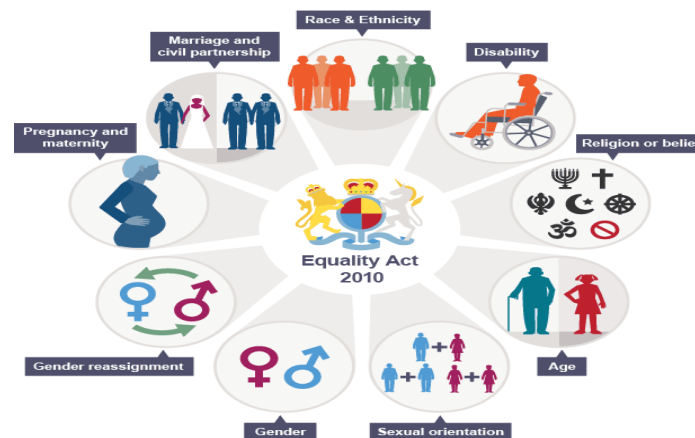 Race & Ethnicity
Marriage and
civil partnership
Disability
Pregnancy and
maternity
Religion or belie
Equality Act
2010
Gender reassignment
Age
Gender
Sexual orientation